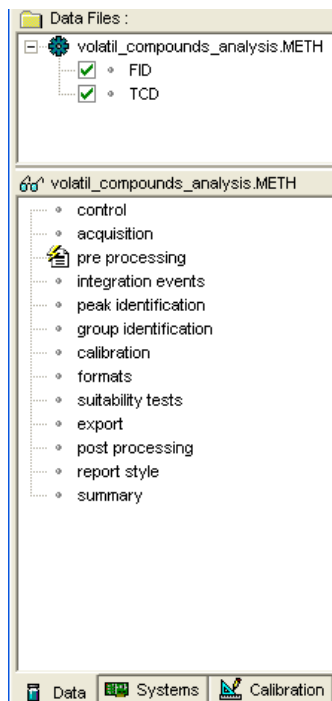 Data Files :
volatil_compounds_analysis.METH
FID
TCD
volatil_compounds_analysis.METH
control
acquisition
pre processing
integration events
peak identification
group identification
calibration
formats
suitability tests
export
post processing
report style
summary
Data Systems Calibration